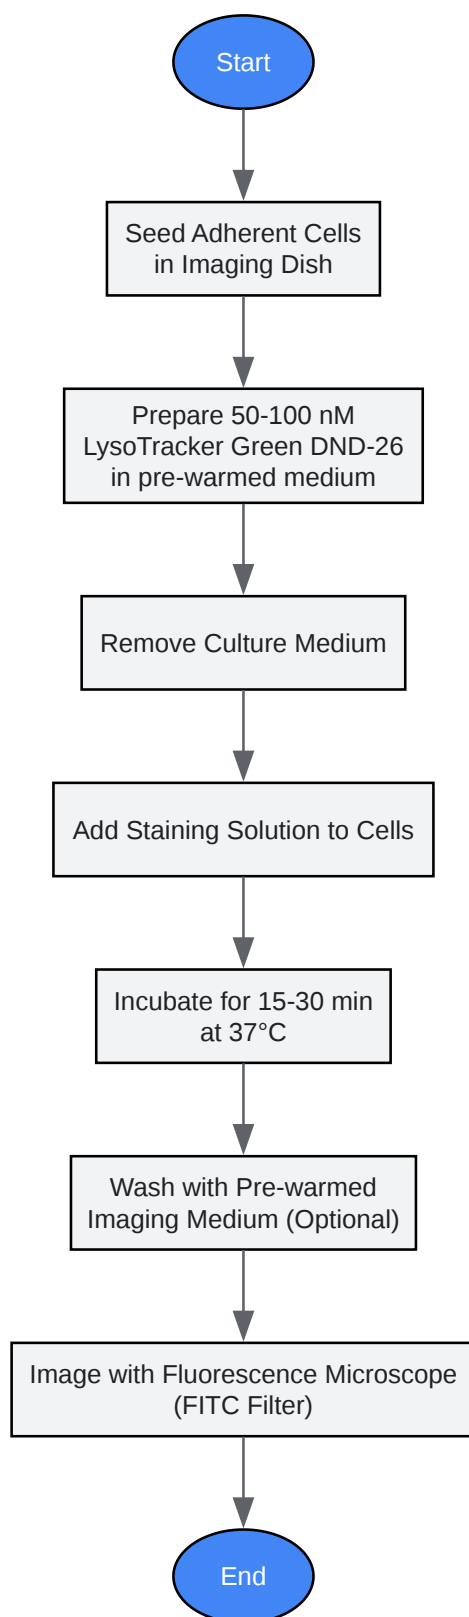 Start
Seed Adherent Cells
in Imaging Dish
Prepare 50-100 nM
LysoTracker Green DND-26
in pre-warmed medium
Remove Culture Medium
Add Staining Solution to Cells
Incubate for 15-30 min
at 37°C
Wash with Pre-warmed
Imaging Medium (Optional)
Image with Fluorescence Microscope
(FITC Filter)
End